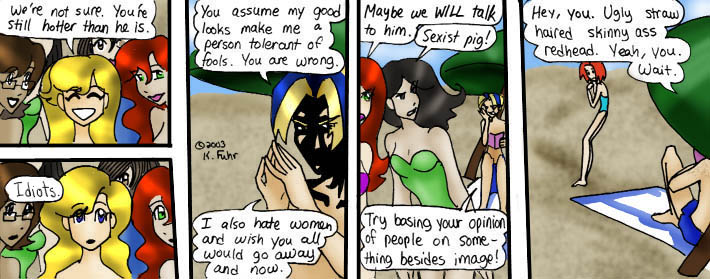 We're not sure. You're
still hotter than he is.
Idiots.
You assume my good
looks make me a
person tolerant of
fools. You are wrong.
©2003
K. Fuhr
I also hate women
and wish you all
would go away
and now.
Maybe we WILL talk
to him.
Sexist pig!
Try basing your opinion
of people on some-
thing besides image!
Hey, you. Ugly straw
haired skinny ass
redhead. Yeah, you.
Wait.